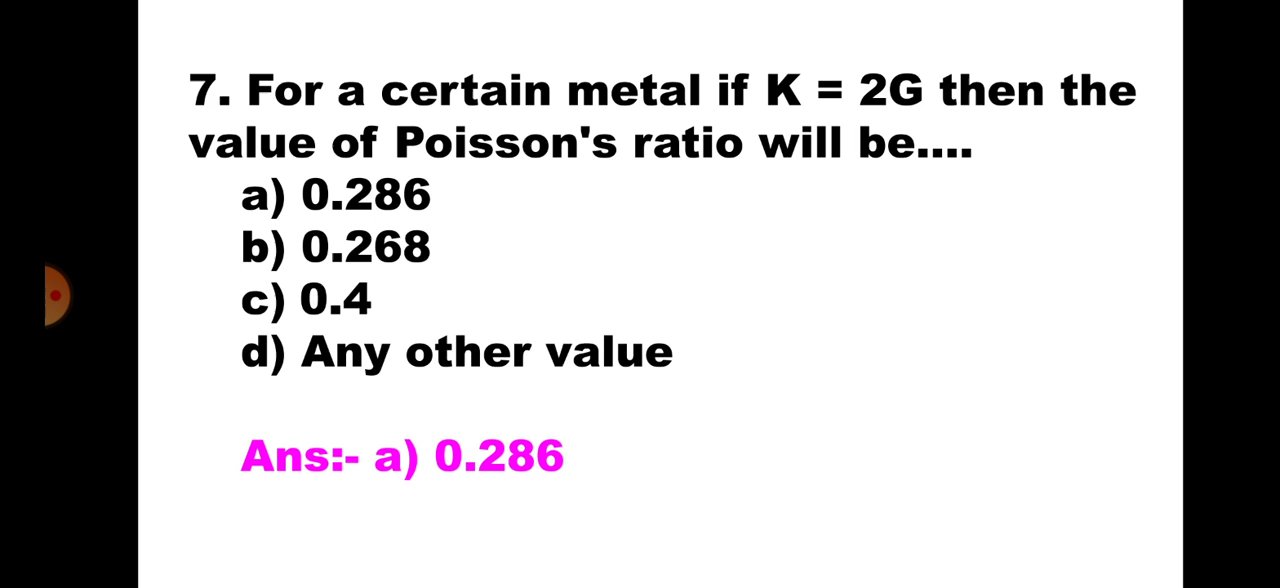 7. For a certain metal if K = 2G then the
value of Poisson's ratio will be....
a) 0.286
b) 0.268
c) 0.4
d) Any other value
Ans:- a) 0.286